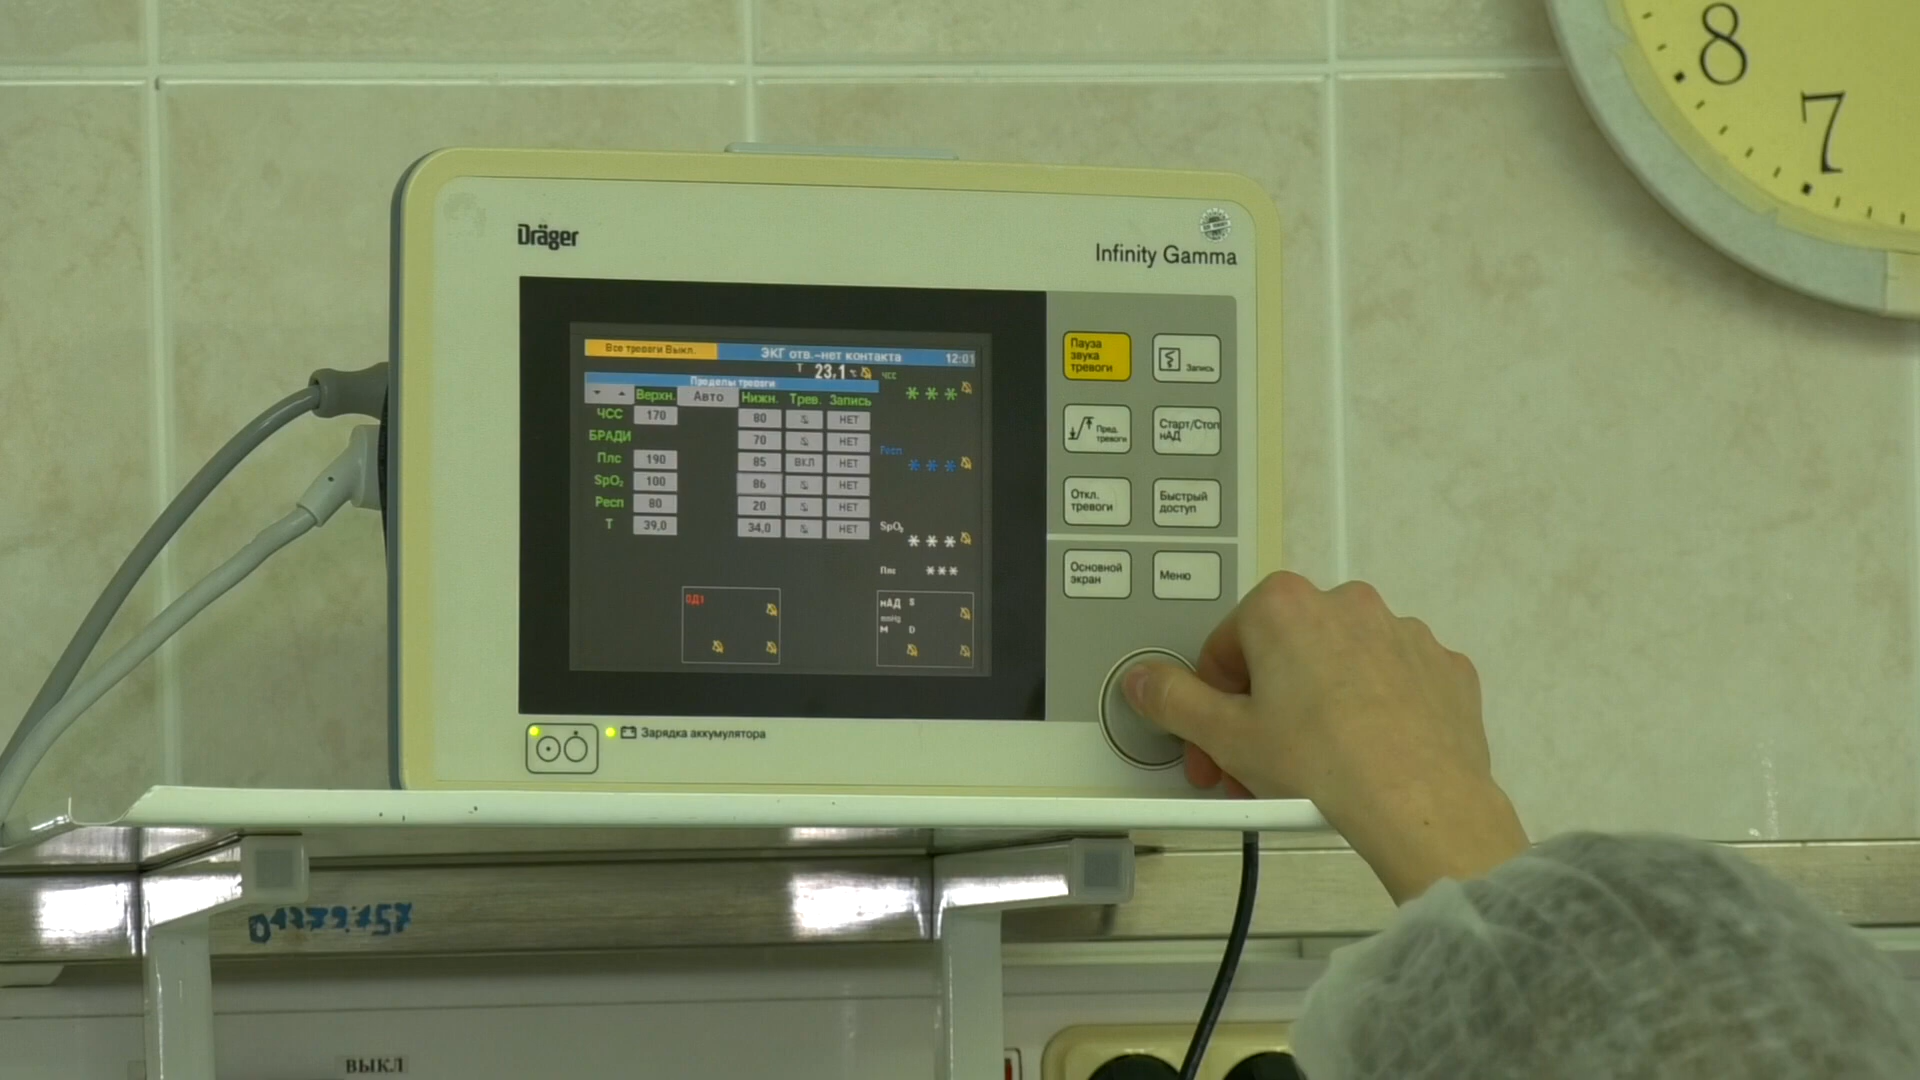 8
7
Dräger
Infinity Gamma
Все тревоги Выкл.
ЭКГ отв.-нет контакта
12:01
T 23,1 °C
ЧСС
***
Пределы тревоги
Верхн. Авто Нижн. Трев. Запись
ЧСС 170 80 НЕТ
БРАДИ 70 НЕТ
Плс 190 85 ВКЛ НЕТ
SpO₂ 100 86 НЕТ
Респ 80 20 НЕТ
T 39,0 34,0 НЕТ
Респ
***
SpO₂
***
Плс ***
ОД1
нАД S
mmHg
M D
Пауза
звука
тревоги
Запись
Пред.
тревоги
Старт/Стоп
нАД
Откл.
тревоги
Быстрый
доступ
Основной
экран
Меню
Зарядка аккумулятора
ВЫКЛ